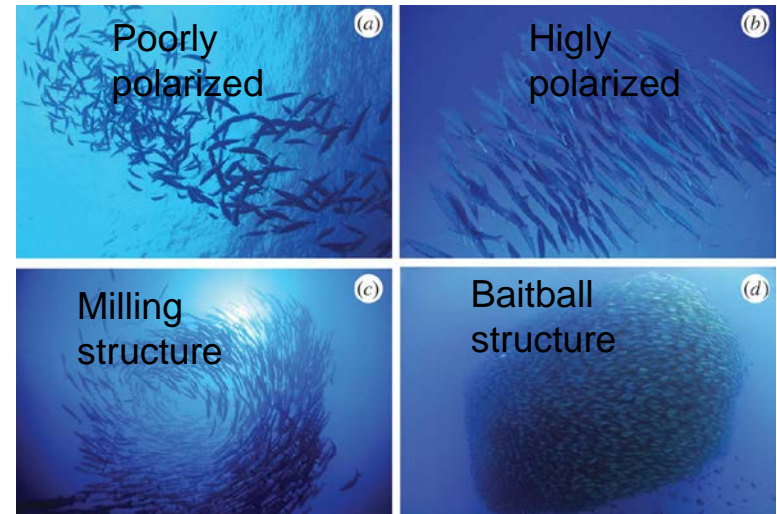 Poorly
polarized
(a)
Higly
polarized
(b)
Milling
structure
(c)
Baitball
structure
(d)